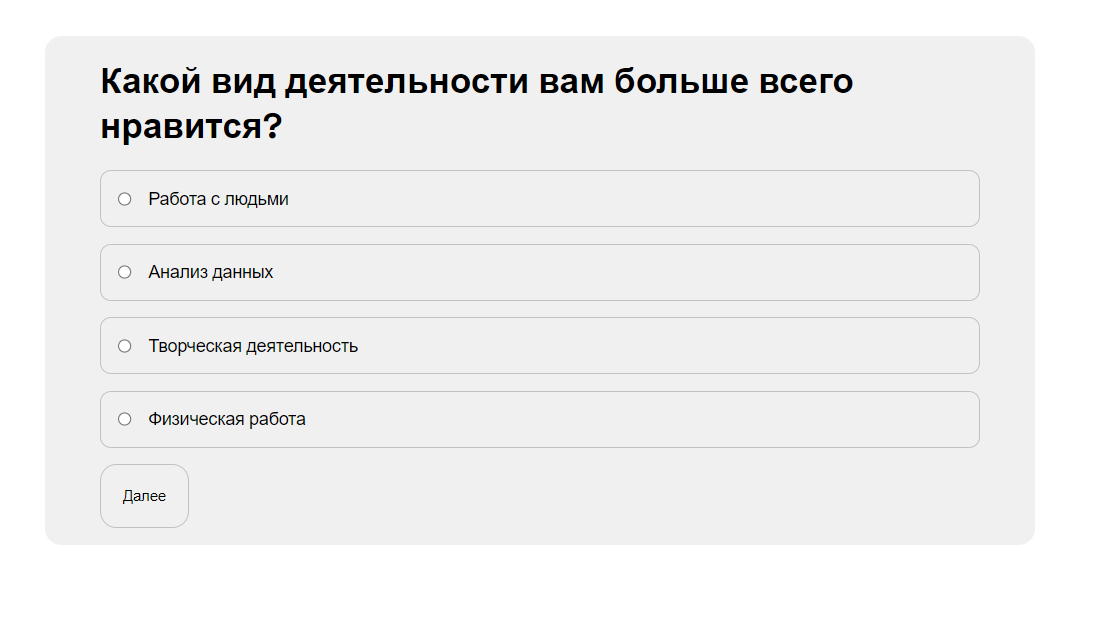 Какой вид деятельности вам больше всего
нравится?
Работа с людьми
Анализ данных
Творческая деятельность
Физическая работа
Далее